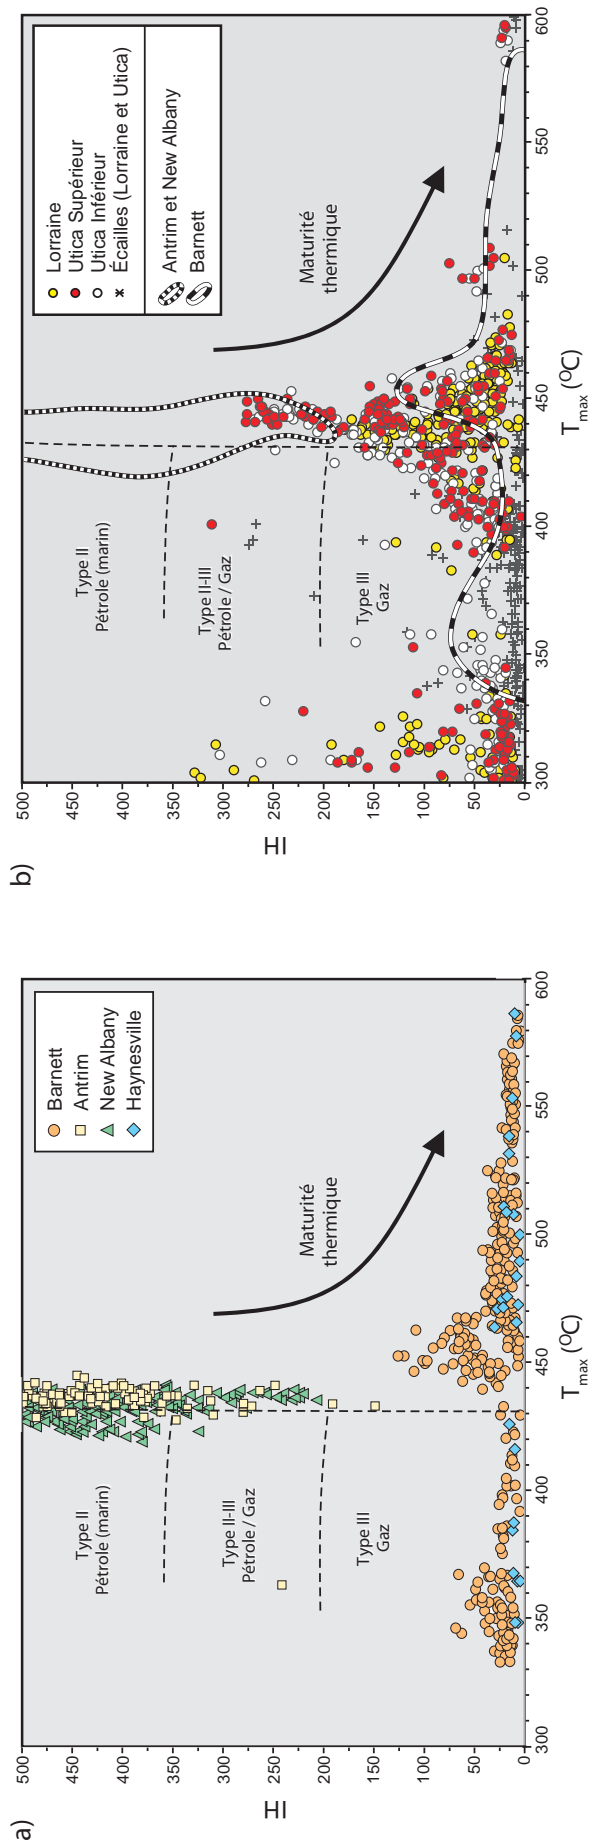 a)
HI
500
450
400
350
300
250
200
150
100
50
0
300
350
400
450
500
550
600
Tmax (OC)
Type II
Pétrole (marin)
Type II-III
Pétrole / Gaz
Type III
Gaz
Maturité
thermique
Barnett
Antrim
New Albany
Haynesville
b)
HI
500
450
400
350
300
250
200
150
100
50
0
300
350
400
450
500
550
600
Tmax (OC)
Type II
Pétrole (marin)
Type II-III
Pétrole / Gaz
Type III
Gaz
Maturité
thermique
Lorraine
Utica Supérieur
Utica Inférieur
Écailles (Lorraine et Utica)
Antrim et New Albany
Barnett